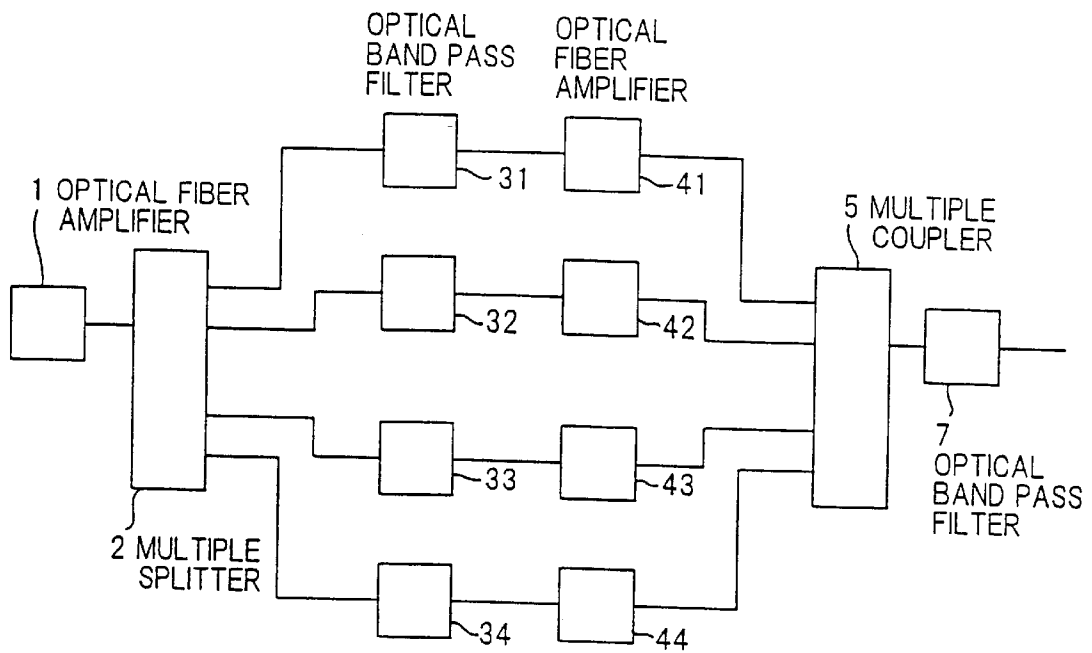 OPTICAL
BAND PASS
FILTER
OPTICAL
FIBER
AMPLIFIER
31
41
1 OPTICAL FIBER
AMPLIFIER
5 MULTIPLE
COUPLER
32
42
33
43
7
OPTICAL
BAND PASS
FILTER
2 MULTIPLE
SPLITTER
34
44